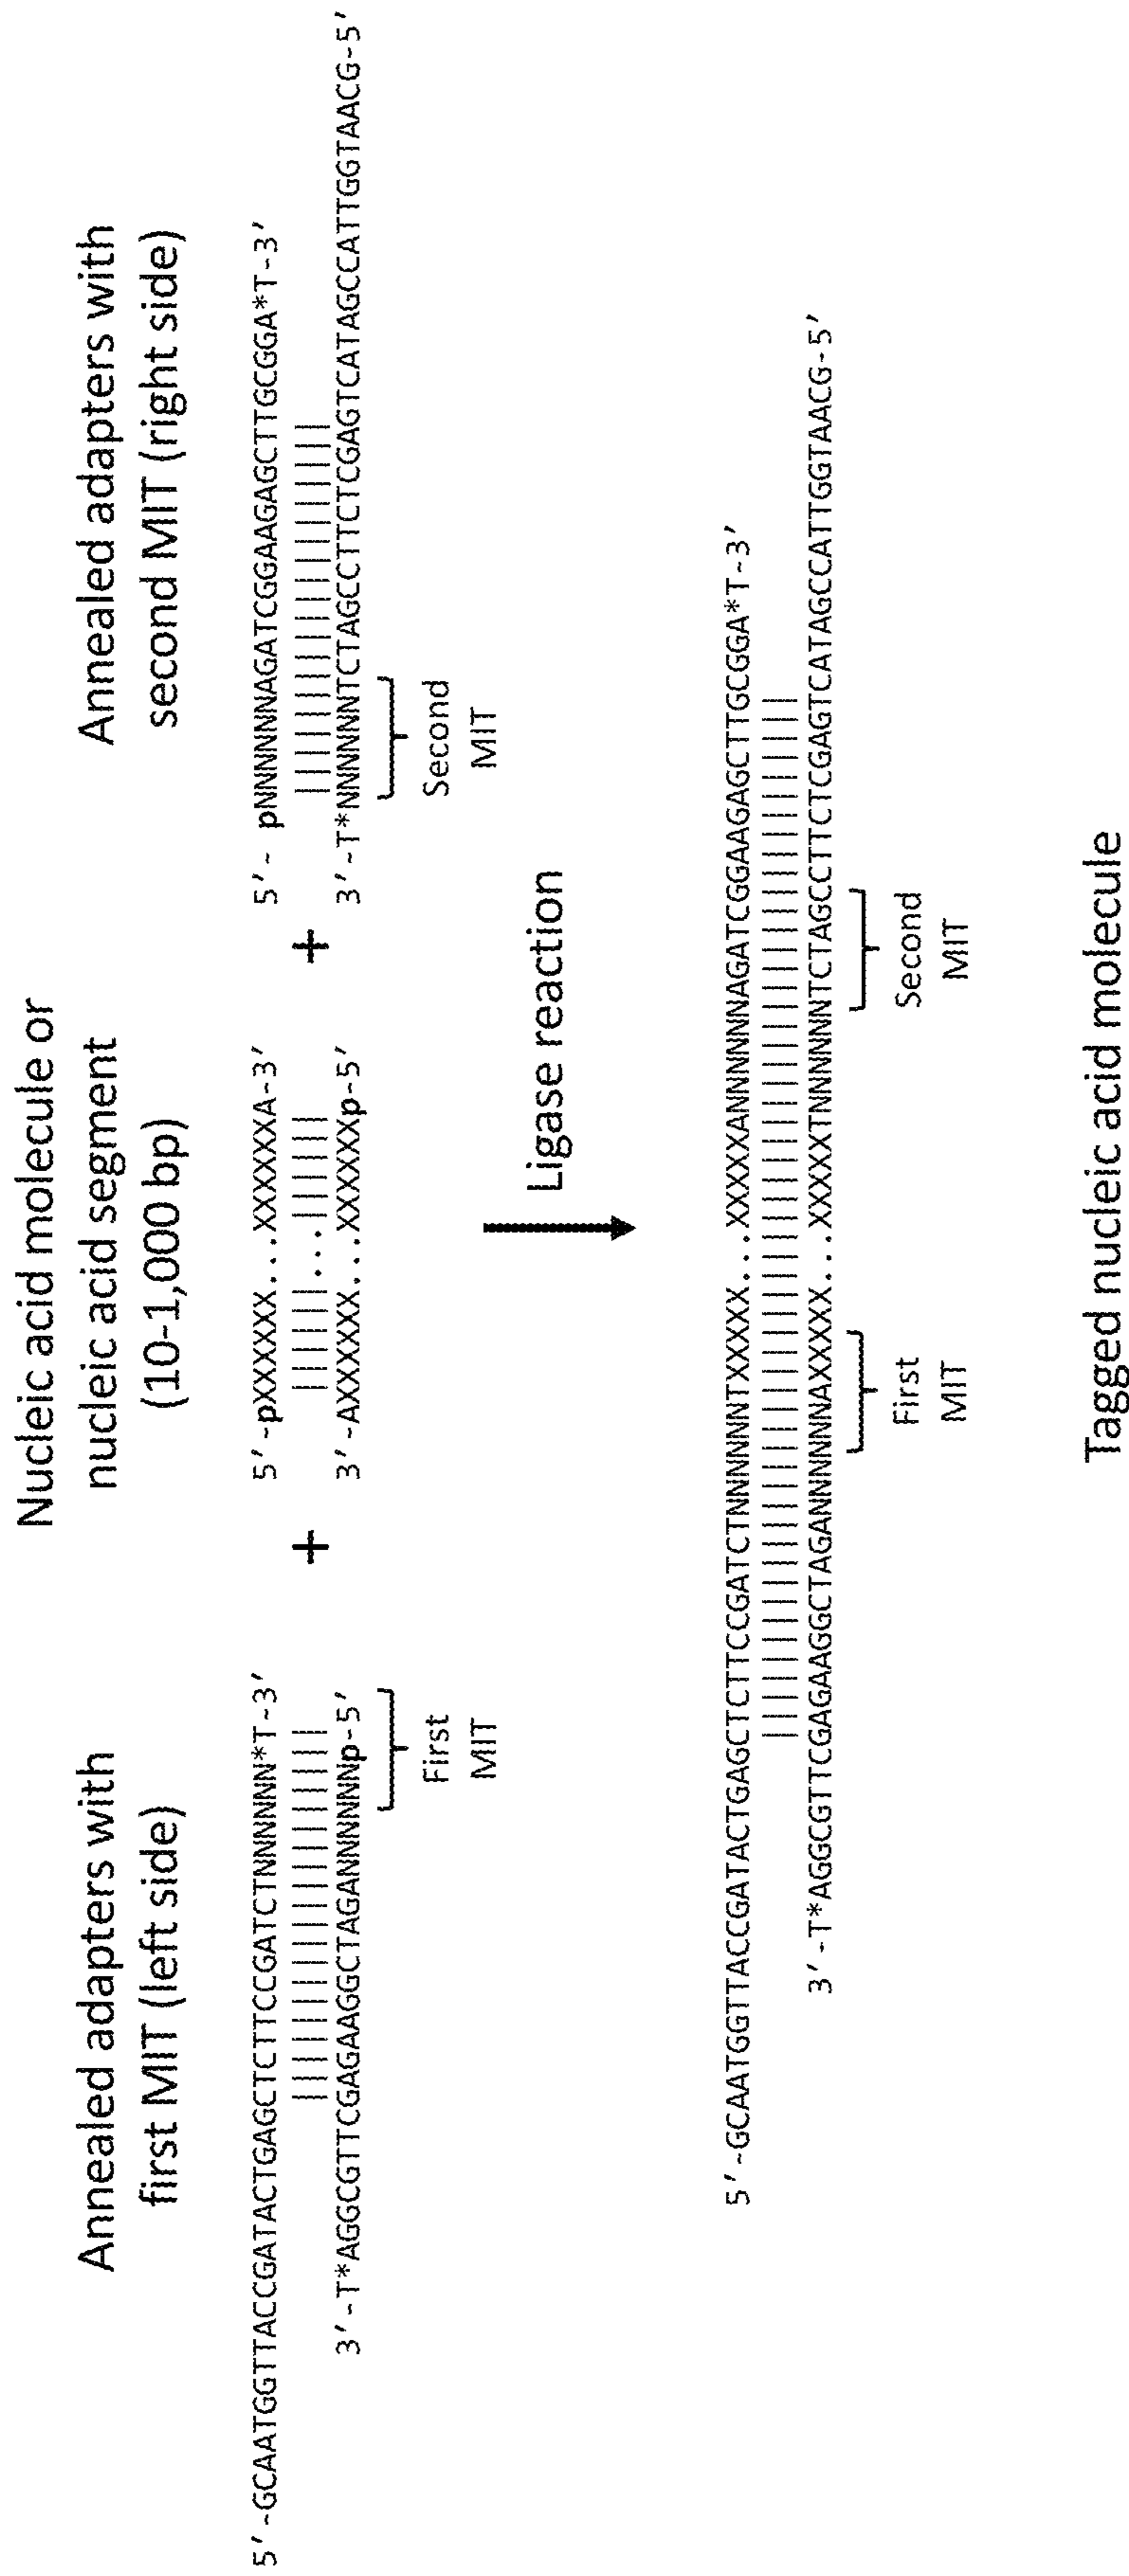 Nucleic acid molecule or
nucleic acid segment
(10-1,000 bp)
Annealed adapters with
first MIT (left side)
Annealed adapters with
second MIT (right side)
5'-GCAATGGTTACCGATACTGAGCTCTTCCGATCTNNNNNN*T-3'
3'-T*AGGCGTTCGAGAAGGCTAGANNNNNNp-5'
First
MIT
+
5'-pXXXXXX...XXXXXXA-3'
3'-AXXXXXX...XXXXXXp-5'
+
5'- pNNNNNNAGATCGGAAGAGCTTGCGGA*T-3'
3'-T*NNNNNNTCTAGCCTTCTCGAGTCATAGCCATTGGTAACG-5'
Second
MIT
Ligase reaction
5'-GCAATGGTTACCGATACTGAGCTCTTCCGATCTNNNNNNTXXXXX...XXXXXANNNNNNAGATCGGAAGAGCTTGCGGA*T-3'
3'-T*AGGCGTTCGAGAAGGCTAGANNNNNNAXXXXX...XXXXXTNNNNNNTCTAGCCTTCTCGAGTCATAGCCATTGGTAACG-5'
First
MIT
Second
MIT
Tagged nucleic acid molecule